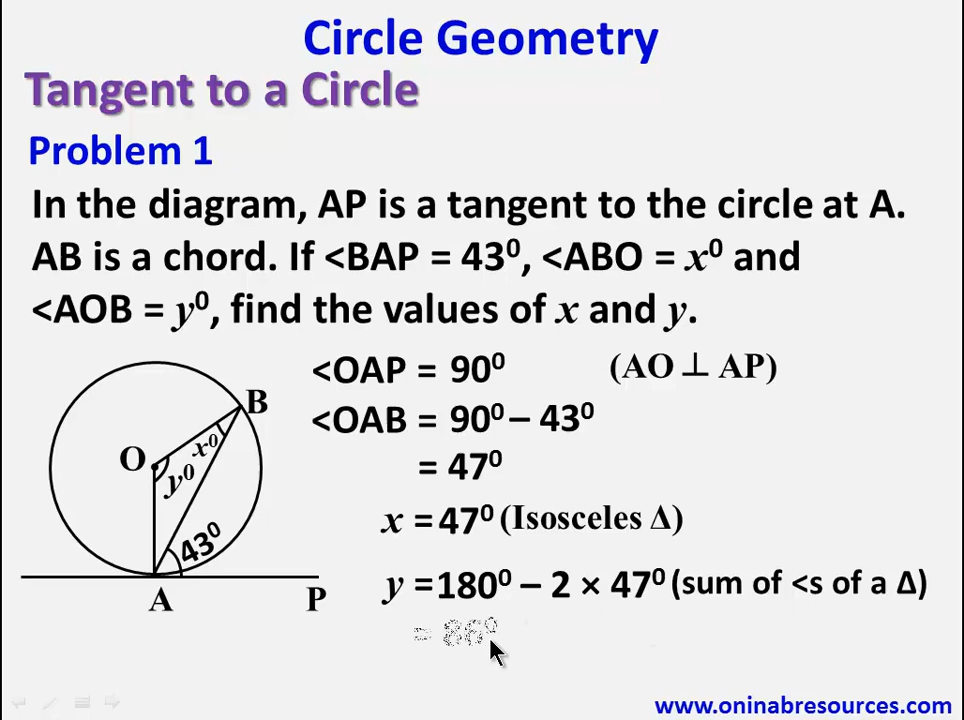 Circle Geometry
Tangent to a Circle
Problem 1
In the diagram, AP is a tangent to the circle at A.
AB is a chord. If <BAP = 43⁰, <ABO = x⁰ and
<AOB = y⁰, find the values of x and y.
<OAP = 90⁰ (AO ⊥ AP)
<OAB = 90⁰ – 43⁰
= 47⁰
x = 47⁰ (Isosceles Δ)
y = 180⁰ – 2 × 47⁰ (sum of <s of a Δ)
= 86⁰
B
x⁰
O
y⁰
43⁰
A
P
www.oninabresources.com